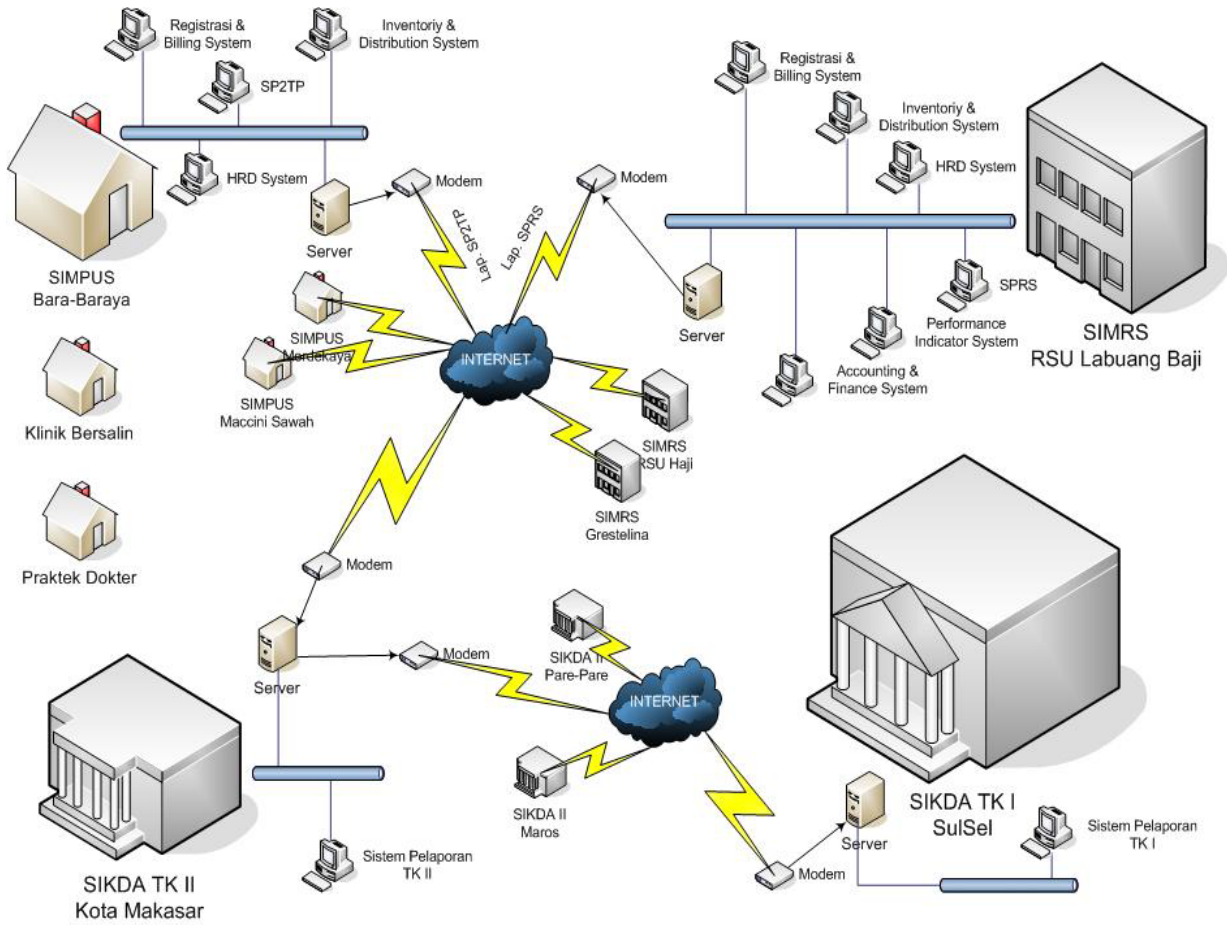 Registrasi &
Billing System
Inventoriy &
Distribution System
SP2TP
HRD System
Server
Modem
Lap. SP2TP
SIMPUS
Bara-Baraya
Lap. SPRS
Modem
Registrasi &
Billing System
Inventoriy &
Distribution System
HRD System
Server
SPRS
Performance
Indicator System
Accounting &
Finance System
SIMRS
RSU Labuang Baji
SIMPUS
Merdekaya
SIMPUS
Maccini Sawah
INTERNET
SIMRS
RSU Haji
SIMRS
Grestelina
Klinik Bersalin
Praktek Dokter
Modem
Server
Modem
SIKDA II
Pare-Pare
INTERNET
SIKDA II
Maros
Sistem Pelaporan
TK II
SIKDA TK II
Kota Makasar
SIKDA TK I
SulSel
Server
Modem
Sistem Pelaporan
TK I